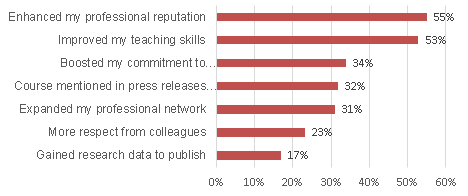 Enhanced my professional reputation 55%
Improved my teaching skills 53%
Boosted my commitment to... 34%
Course mentioned in press releases... 32%
Expanded my professional network 31%
More respect from colleagues 23%
Gained research data to publish 17%
0% 10% 20% 30% 40% 50% 60%